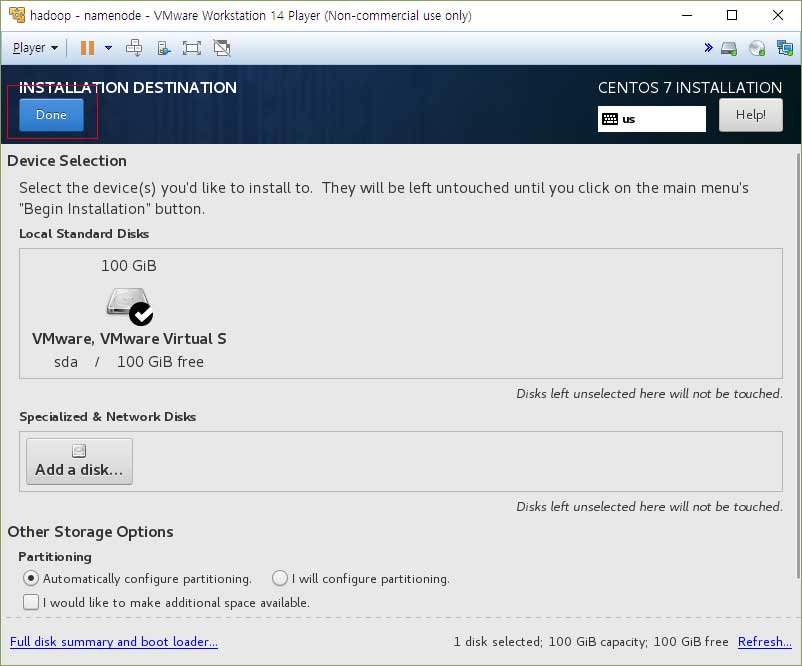 hadoop - namenode - VMware Workstation 14 Player (Non-commercial use only)
Player
INSTALLATION DESTINATION
CENTOS 7 INSTALLATION
Done
us
Help!
Device Selection
Select the device(s) you'd like to install to.  They will be left untouched until you click on the main menu's
"Begin Installation" button.
Local Standard Disks
100 GiB
VMware, VMware Virtual S
sda / 100 GiB free
Disks left unselected here will not be touched.
Specialized & Network Disks
Add a disk...
Disks left unselected here will not be touched.
Other Storage Options
Partitioning
Automatically configure partitioning.
I will configure partitioning.
I would like to make additional space available.
Full disk summary and boot loader...
1 disk selected; 100 GiB capacity; 100 GiB free
Refresh...